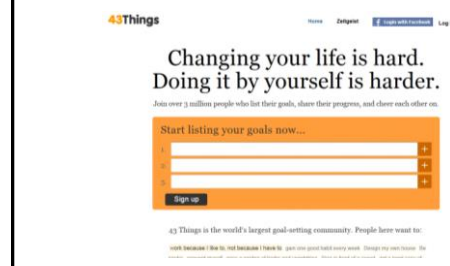 43Things
Home Zeitgeist Login with Facebook Log
Changing your life is hard.
Doing it by yourself is harder.
Join over 3 million people who list their goals, share their progress, and cheer each other on.
Start listing your goals now...
1.
2.
3.
Sign up
43 Things is the world's largest goal-setting community. People here want to:
work because I like to, not because I have to gain one good habit every week Design my own house Be